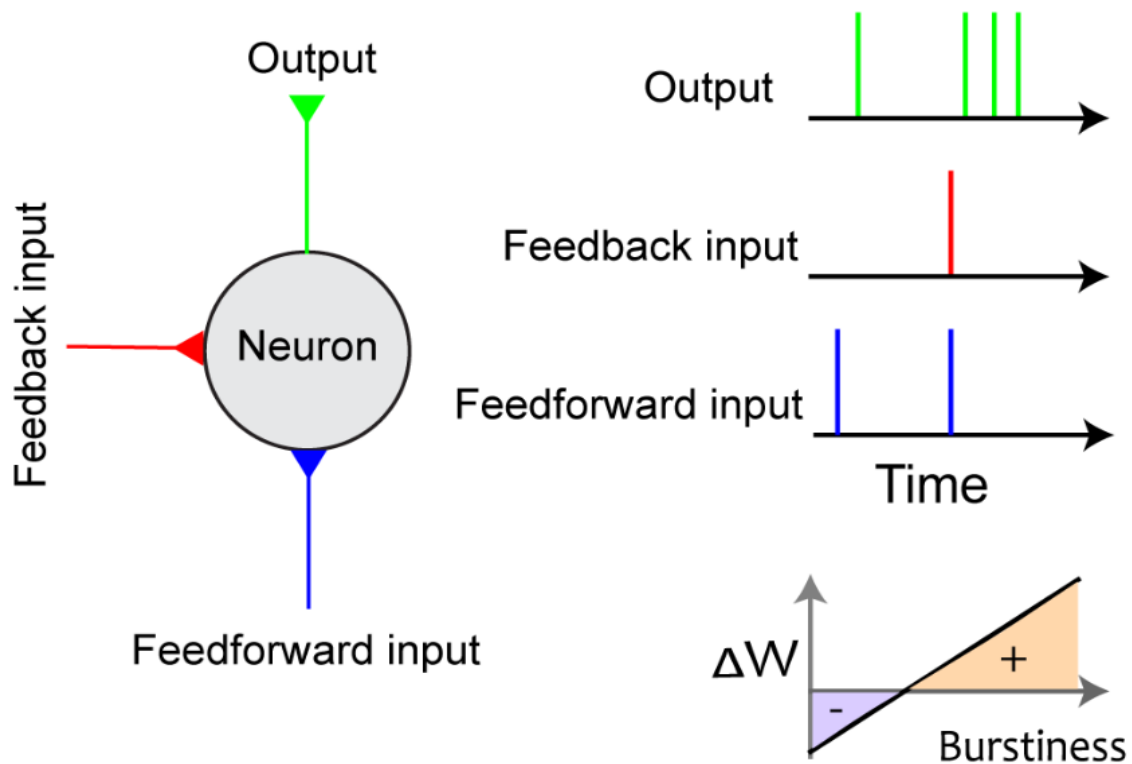 Output
Feedback input
Neuron
Feedforward input
Output
Feedback input
Feedforward input
Time
ΔW
+
-
Burstiness